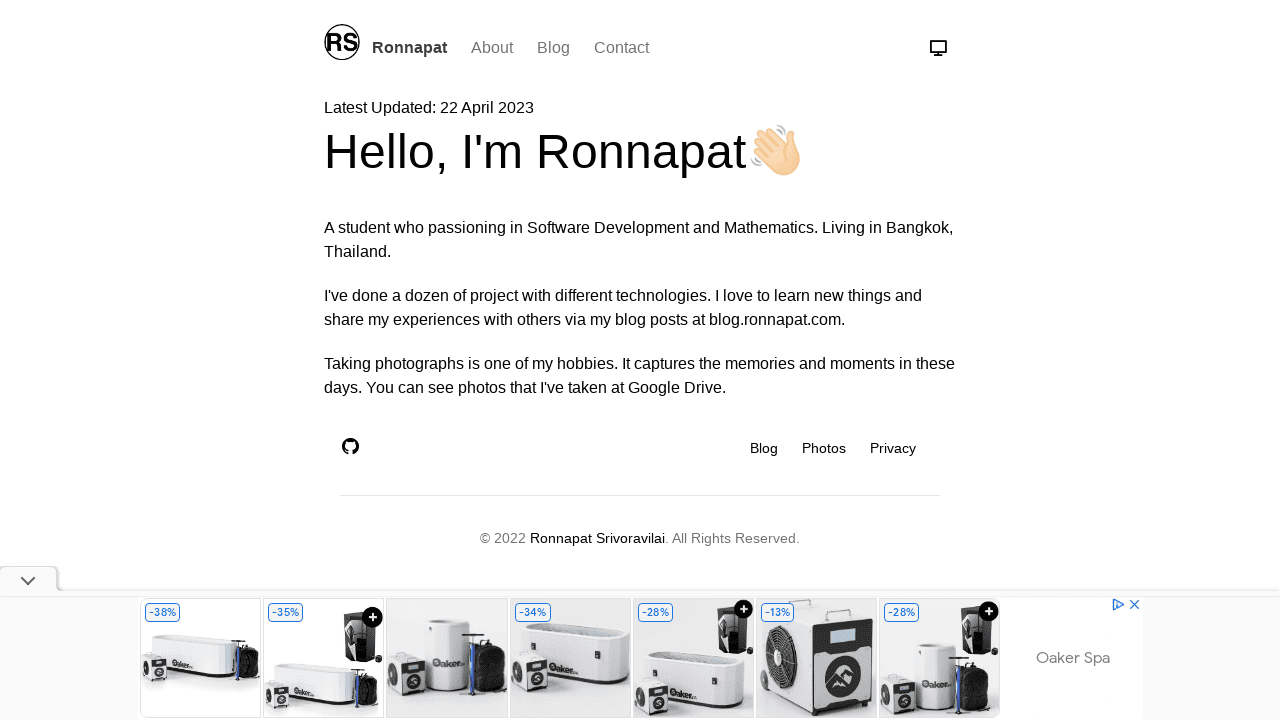 RS Ronnapat About Blog Contact
Latest Updated: 22 April 2023
Hello, I'm Ronnapat
A student who passioning in Software Development and Mathematics. Living in Bangkok,
Thailand.
I've done a dozen of project with different technologies. I love to learn new things and
share my experiences with others via my blog posts at blog.ronnapat.com.
Taking photographs is one of my hobbies. It captures the memories and moments in these
days. You can see photos that I've taken at Google Drive.
Blog Photos Privacy
© 2022 Ronnapat Srivoravilai. All Rights Reserved.
-38% -35% -34% -28% -13% -28%
Oaker Spa